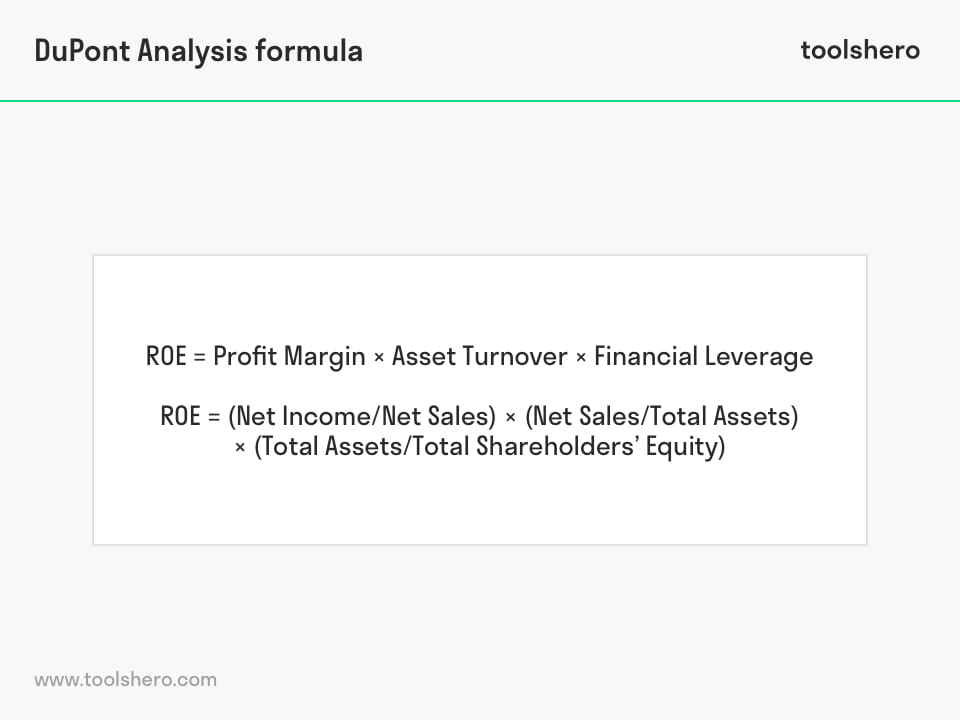 DuPont Analysis formula
toolshero
ROE = Profit Margin × Asset Turnover × Financial Leverage
ROE = (Net Income/Net Sales) × (Net Sales/Total Assets)
× (Total Assets/Total Shareholders’ Equity)
www.toolshero.com